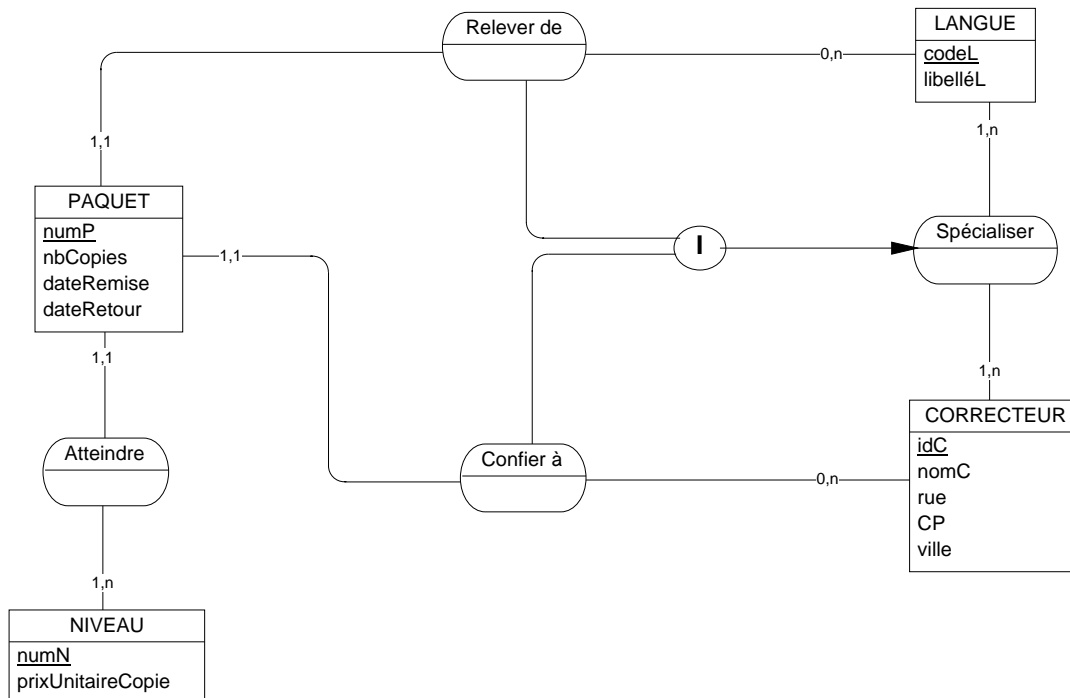 Relever de
LANGUE
codeL
libelléL
0,n
1,1
1,n
PAQUET
numP
nbCopies
dateRemise
dateRetour
1,1
I
Spécialiser
1,1
1,n
Atteindre
Confier à
0,n
CORRECTEUR
idC
nomC
rue
CP
ville
1,n
NIVEAU
numN
prixUnitaireCopie